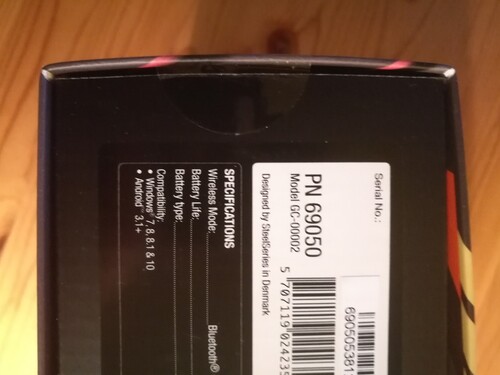 Serial No.:
690505381
PN 69050
Model GC-00002
Designed by SteelSeries in Denmark
5 707119 024235
SPECIFICATIONS
Wireless Mode: Bluetooth®
Battery Life:
Battery type:
Compatibility:
• Windows® 7, 8, 8.1 & 10
• Android™ 3.1+